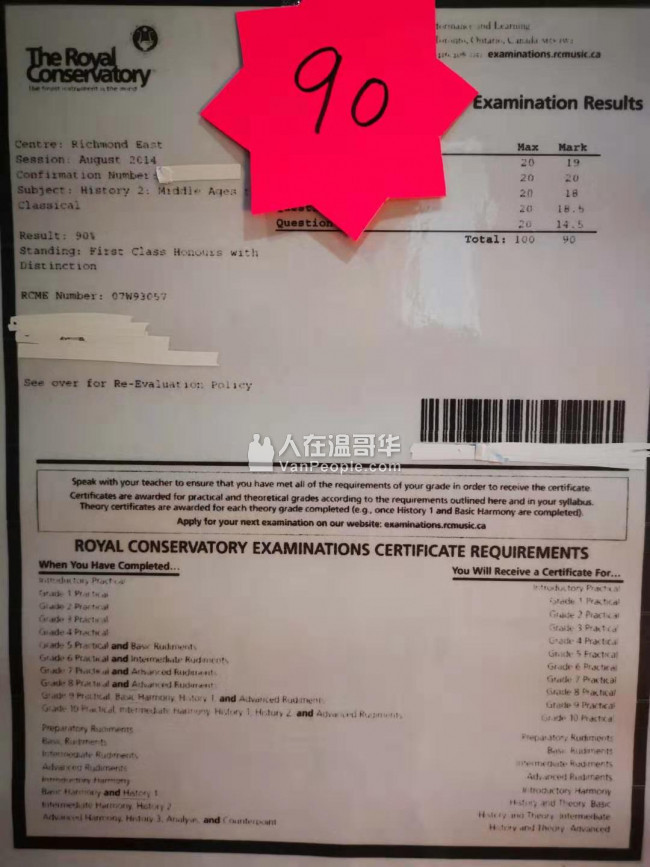 The Royal
Conservatory
The finest instrument is the mind
and Learning
Toronto, Ontario, Canada
examinations.rcmusic.ca
90
Examination Results
Centre: Richmond East
Session: August 2014
Confirmation Number:
Subject: History 2: Middle Ages
Classical
Result: 90%
Standing: First Class Honours with
Distinction
RCME Number: 07W93057
Max Mark
20 19
20 20
20 18
20 18.5
Question 20 14.5
Total: 100 90
See over for Re-Evaluation Policy
人在温哥华
VanPeople.com
Speak with your teacher to ensure that you have met all of the requirements of your grade in order to receive the certificate.
Certificates are awarded for practical and theoretical grades according to the requirements outlined here and in your syllabus.
Theory certificates are awarded for each theory grade completed (e.g., once History 1 and Basic Harmony are completed).
Apply for your next examination on our website: examinations.rcmusic.ca
ROYAL CONSERVATORY EXAMINATIONS CERTIFICATE REQUIREMENTS
When You Have Completed... You Will Receive a Certificate For...
Introductory Practical Introductory Practical
Grade 1 Practical Grade 1 Practical
Grade 2 Practical Grade 2 Practical
Grade 3 Practical Grade 3 Practical
Grade 4 Practical Grade 4 Practical
Grade 5 Practical and Basic Rudiments Grade 5 Practical
Grade 6 Practical and Intermediate Rudiments Grade 6 Practical
Grade 7 Practical and Advanced Rudiments Grade 7 Practical
Grade 8 Practical and Advanced Rudiments Grade 8 Practical
Grade 9 Practical, Basic Harmony, History 1, and Advanced Rudiments Grade 9 Practical
Grade 10 Practical, Intermediate Harmony, History 1, History 2, and Advanced Rudiments Grade 10 Practical
Preparatory Rudiments Preparatory Rudiments
Basic Rudiments Basic Rudiments
Intermediate Rudiments Intermediate Rudiments
Advanced Rudiments Advanced Rudiments
Introductory Harmony Introductory Harmony
Basic Harmony and History 1 History and Theory, Basic
Intermediate Harmony, History 2 History and Theory, Intermediate
Advanced Harmony, History 3, Analysis, and Counterpoint History and Theory, Advanced